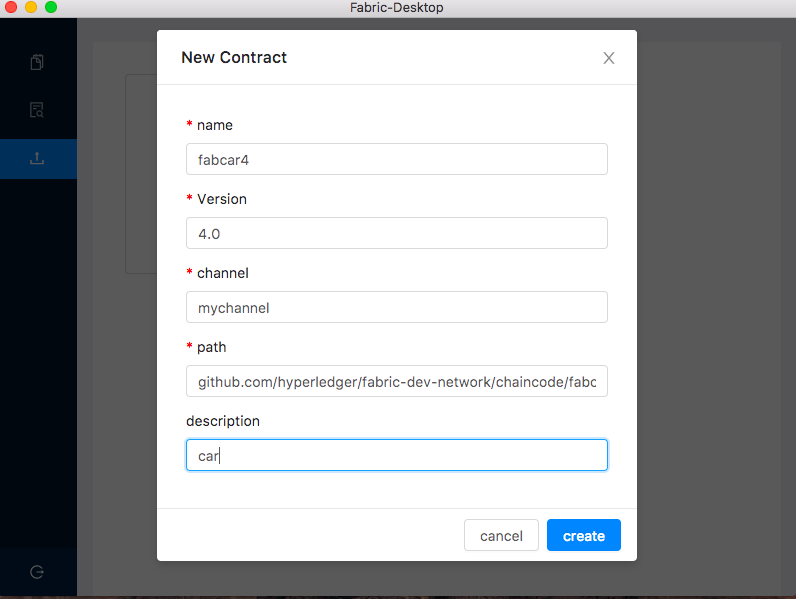 Fabric-Desktop
New Contract
* name
fabcar4
* Version
4.0
* channel
mychannel
* path
github.com/hyperledger/fabric-dev-network/chaincode/fabc
description
car
cancel
create